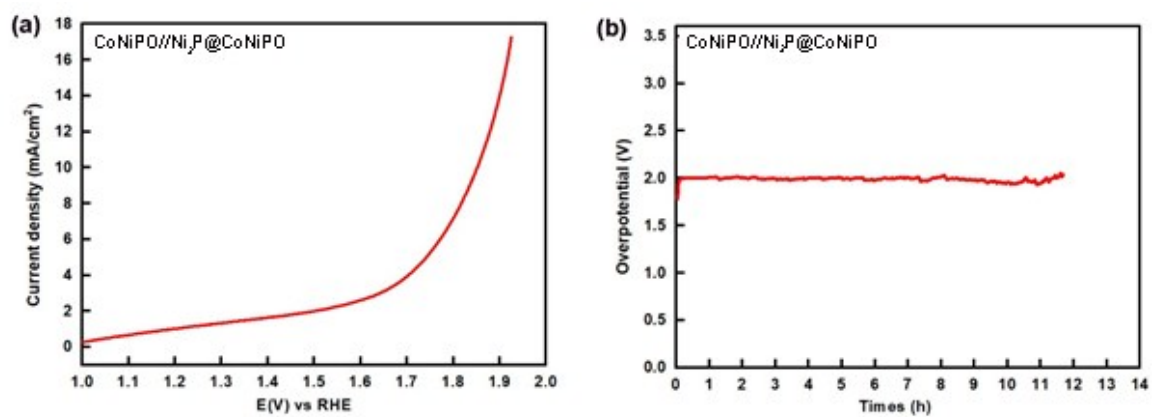 (a)
CoNiPO//Ni₂P@CoNiPO
Current density (mA/cm²)
18
16
14
12
10
8
6
4
2
0
1.0 1.1 1.2 1.3 1.4 1.5 1.6 1.7 1.8 1.9 2.0
E(V) vs RHE
(b)
CoNiPO//Ni₂P@CoNiPO
Overpotential (V)
3.5
3.0
2.5
2.0
1.5
1.0
0.5
0.0
0 1 2 3 4 5 6 7 8 9 10 11 12 13 14
Times (h)